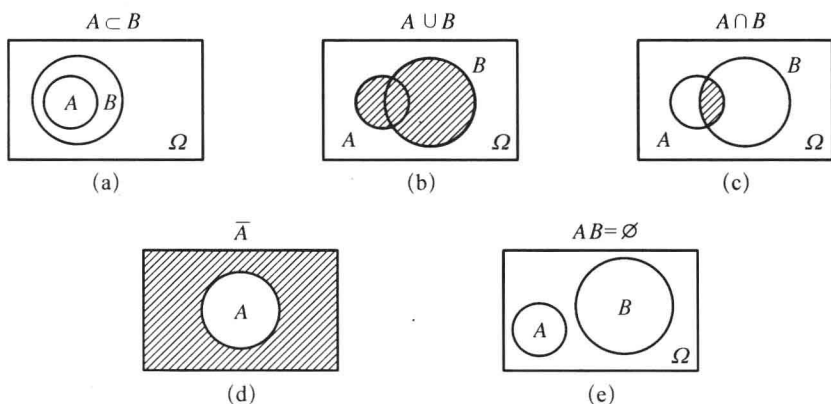 A ⊂ B
A ∪ B
A ∩ B
A B Ω
A B Ω
A B Ω
(a)
(b)
(c)
A̅
AB=∅
A
A B Ω
(d)
(e)